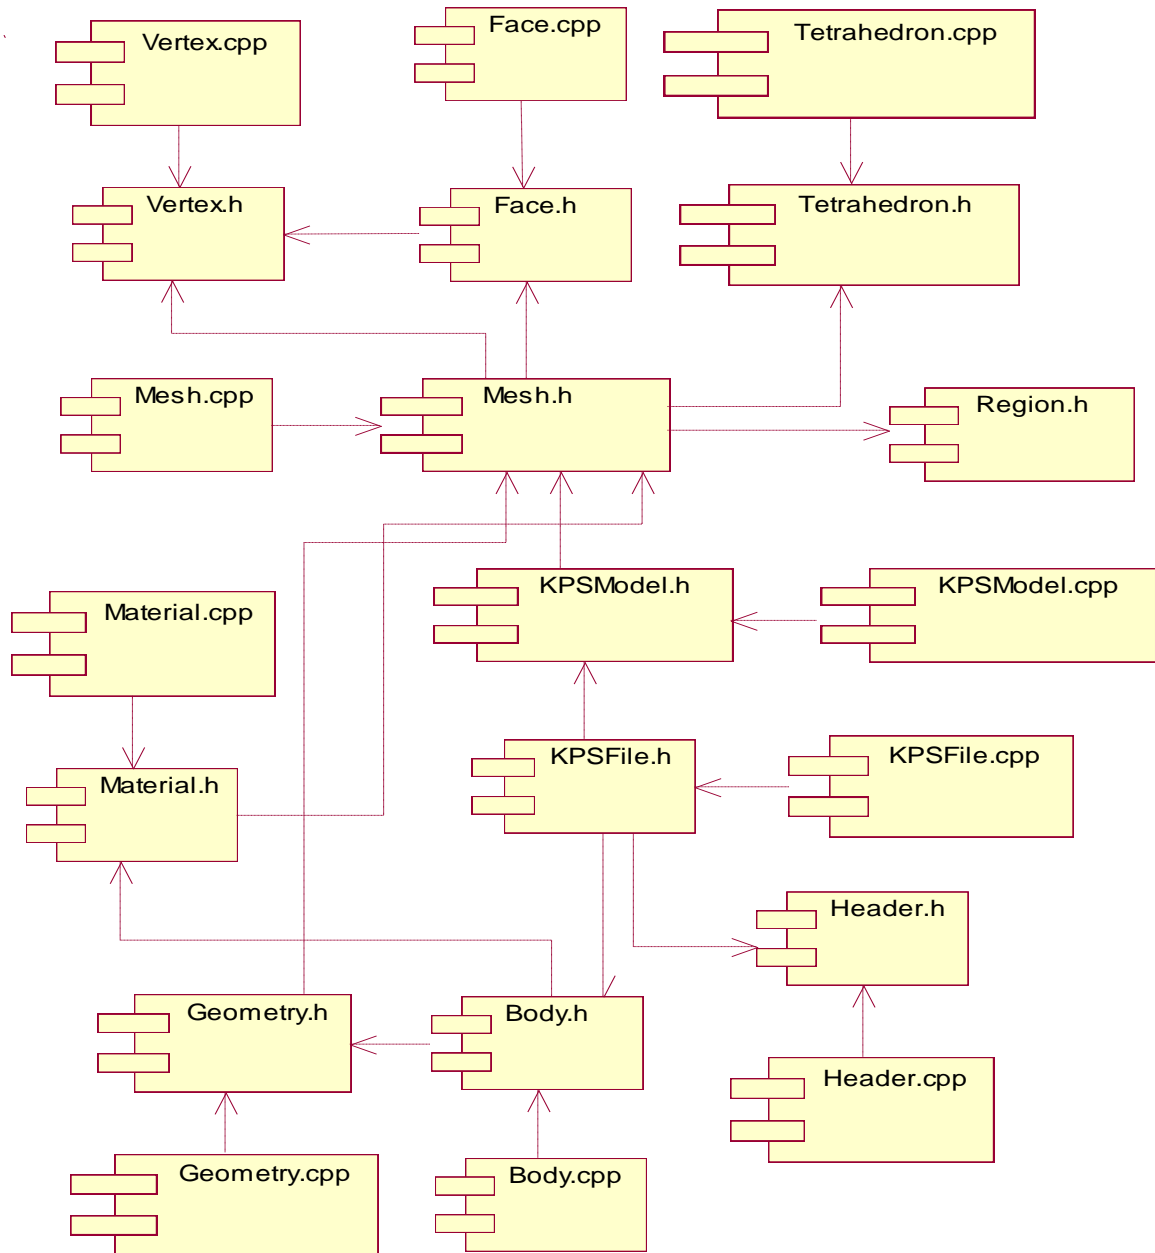 Vertex.cpp
Face.cpp
Tetrahedron.cpp
Vertex.h
Face.h
Tetrahedron.h
Mesh.cpp
Mesh.h
Region.h
Material.cpp
KPSModel.h
KPSModel.cpp
Material.h
KPSFile.h
KPSFile.cpp
Header.h
Geometry.h
Body.h
Header.cpp
Geometry.cpp
Body.cpp